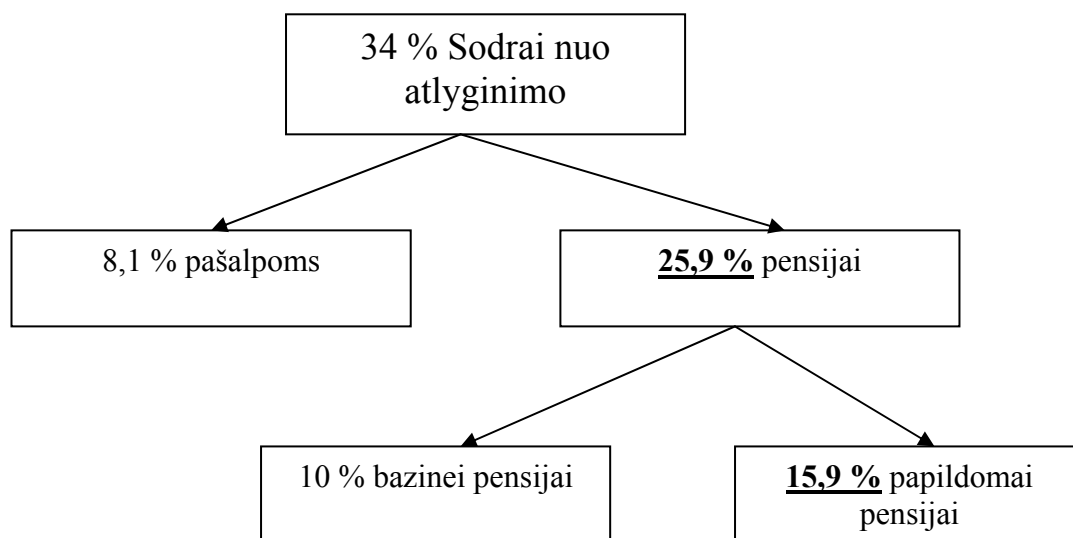 34 % Sodrai nuo
atlyginimo
8,1 % pašalpoms
25,9 % pensijai
10 % bazinei pensijai
15,9 % papildomai
pensijai